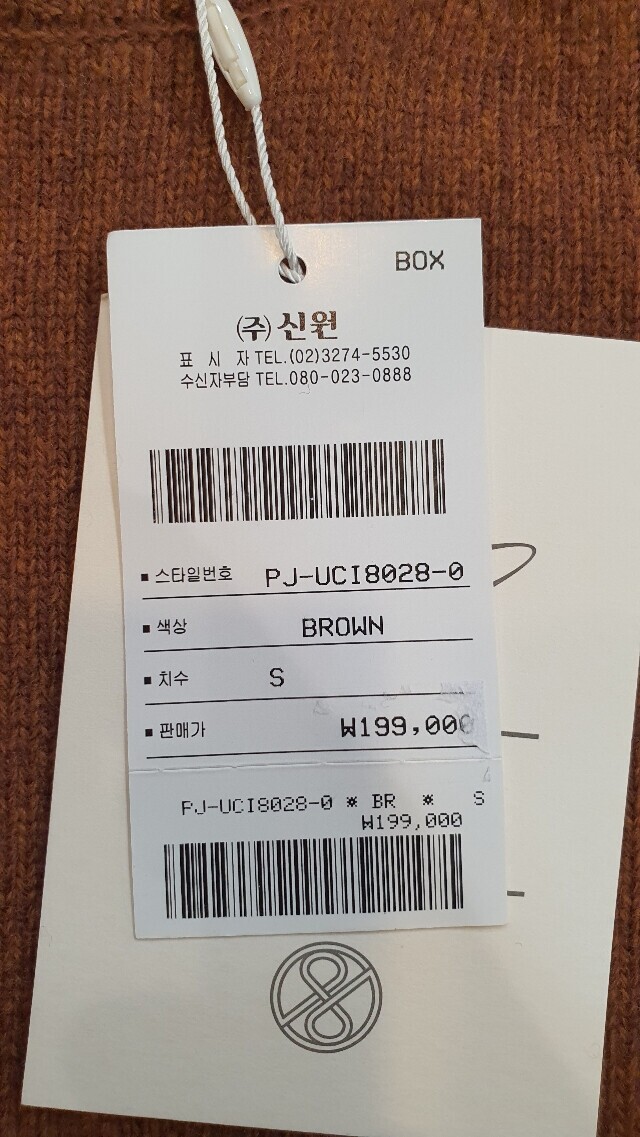 BOX
(주)신원
표 시 자 TEL.(02)3274-5530
수신자부담 TEL.080-023-0888
■ 스타일번호 PJ-UCI8028-0
■ 색상 BROWN
■ 치수 S
■ 판매가 ₩199,000
PJ-UCI8028-0 ※ BR ※ S
₩199,000